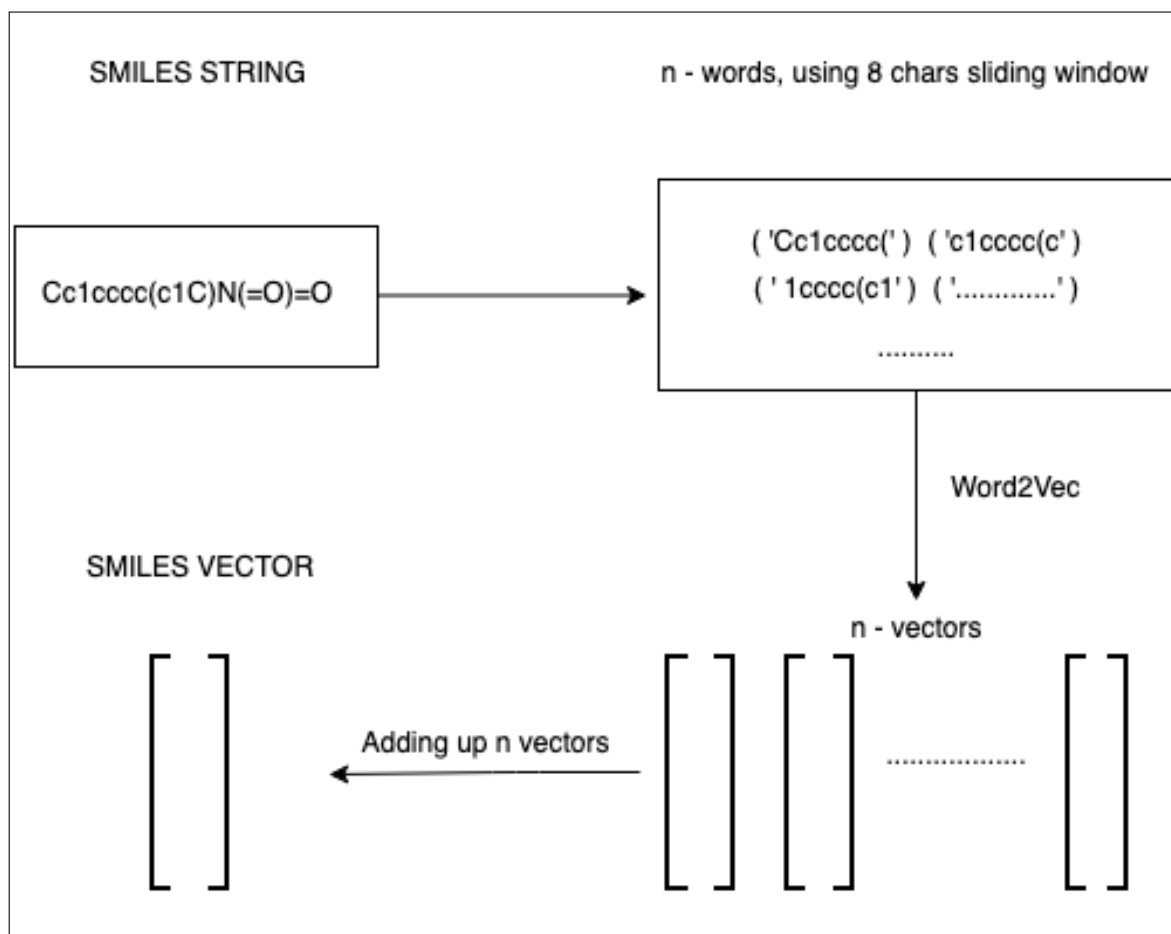 SMILES STRING
n - words, using 8 chars sliding window
Cc1cccc(c1C)N(=O)=O
( 'Cc1cccc(' ) ( 'c1cccc(c' )
( ' 1cccc(c1' ) ( '.............' )
..........
Word2Vec
SMILES VECTOR
n - vectors
Adding up n vectors
..................